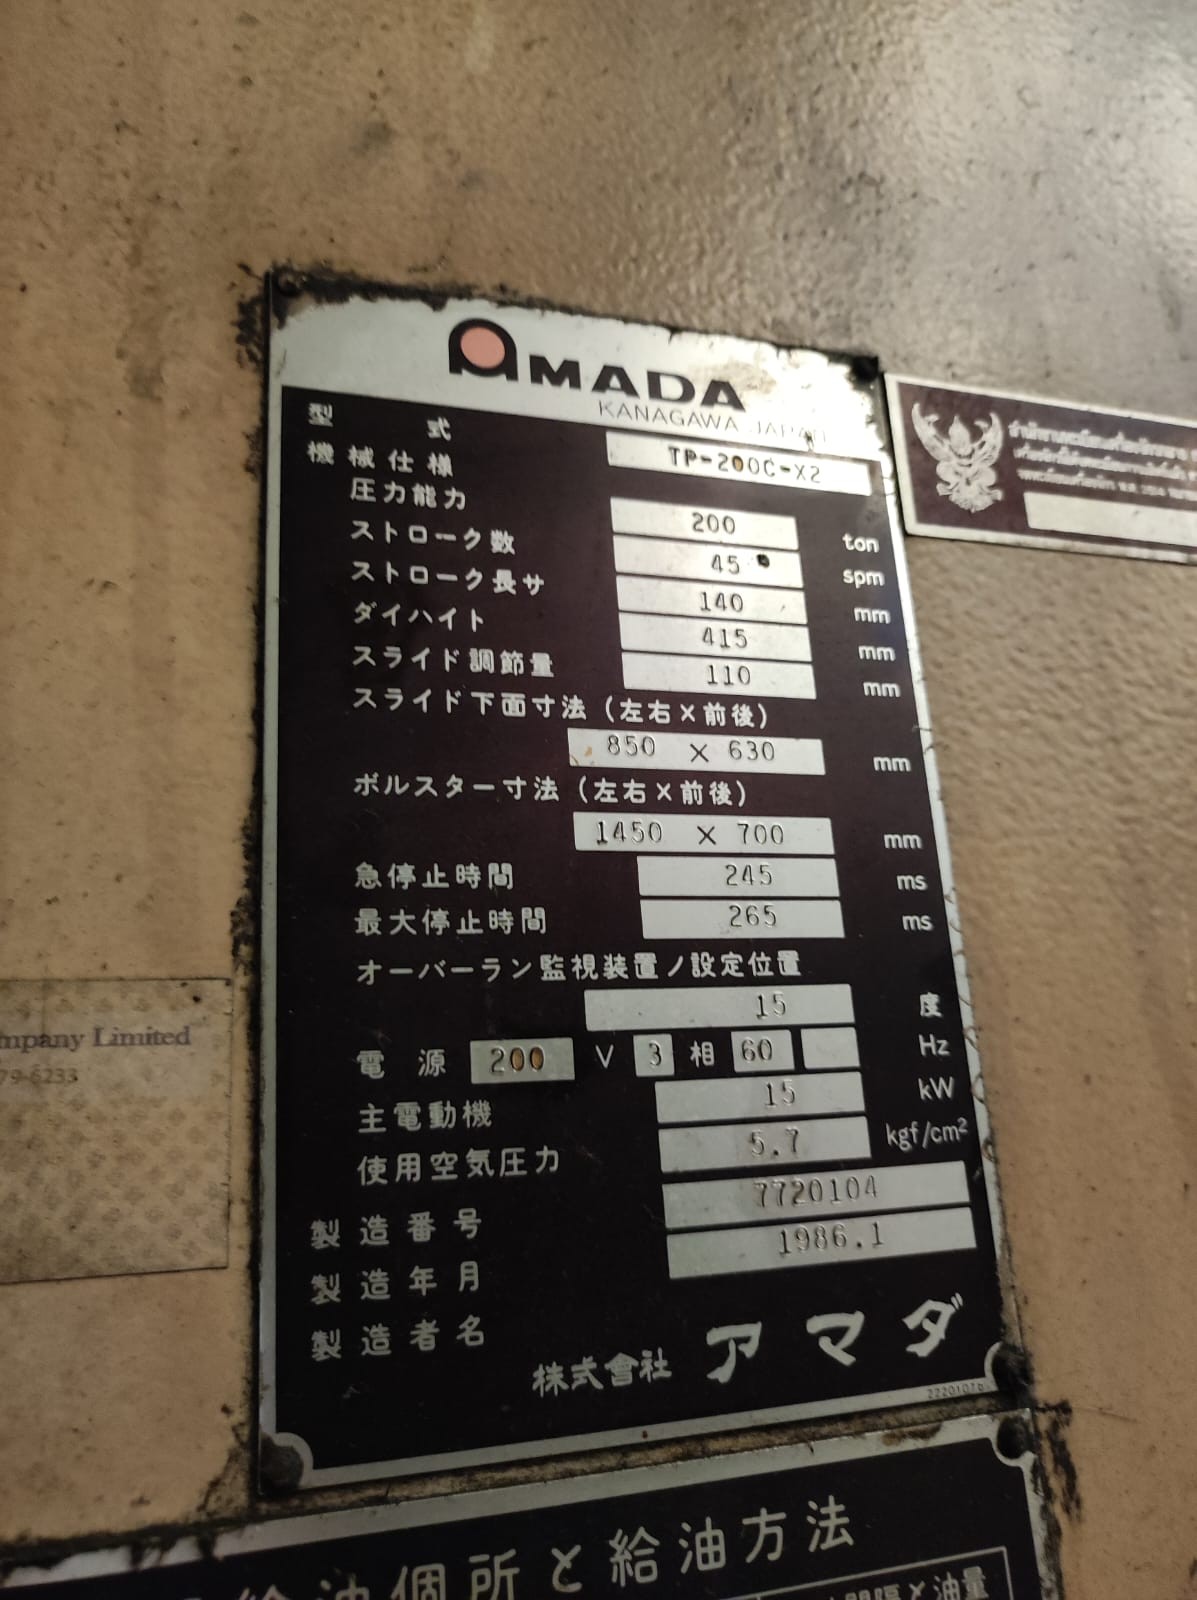 AMADA
KANAGAWA JAPAN
型式 TP-200C-X2
機械仕様
圧力能力 200 ton
ストローク数 45 spm
ストローク長サ 140 mm
ダイハイト 415 mm
スライド調節量 110 mm
スライド下面寸法(左右×前後)
850 × 630 mm
ボルスター寸法(左右×前後)
1450 × 700 mm
急停止時間 245 ms
最大停止時間 265 ms
オーバーラン監視装置ノ設定位置
15 度
電源 200 V 3 相 60 Hz
主電動機 15 kW
使用空気圧力 5.7 kgf/cm²
製造番号 7720104
製造年月 1986.1
製造者名
株式會社 アマダ
mpany Limited
79-6233
給油個所と給油方法